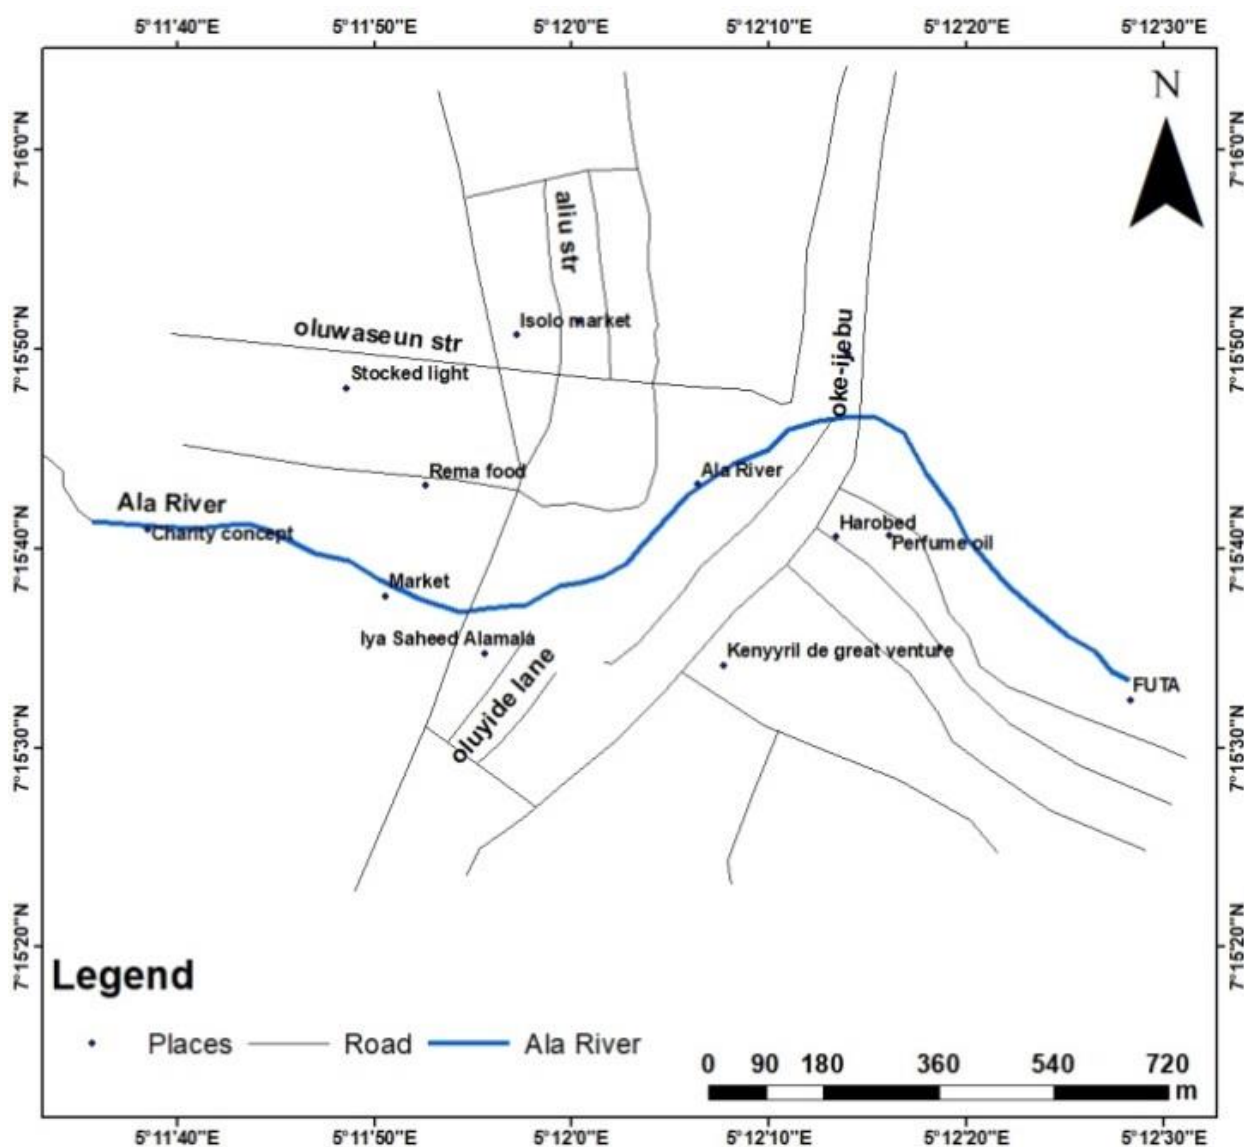 5°11'40"E 5°11'50"E 5°12'0"E 5°12'10"E 5°12'20"E 5°12'30"E
N
7°16'0"N 7°16'0"N
aliu str
Isolo market
oluwaseun str
oke-ijebu
7°15'50"N 7°15'50"N
Stocked light
Rema food
Ala River
Ala River
Charity concept
Harobed
Perfume oil
7°15'40"N 7°15'40"N
Market
Iya Saheed Alamala
Kenyyril de great venture
FUTA
oluyide lane
7°15'30"N 7°15'30"N
7°15'20"N 7°15'20"N
Legend
Places Road Ala River
0 90 180 360 540 720
m
5°11'40"E 5°11'50"E 5°12'0"E 5°12'10"E 5°12'20"E 5°12'30"E